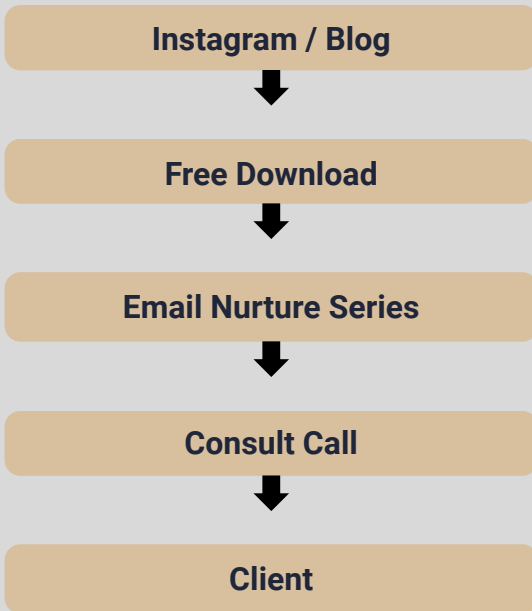 Instagram / Blog
Free Download
Email Nurture Series
Consult Call
Client